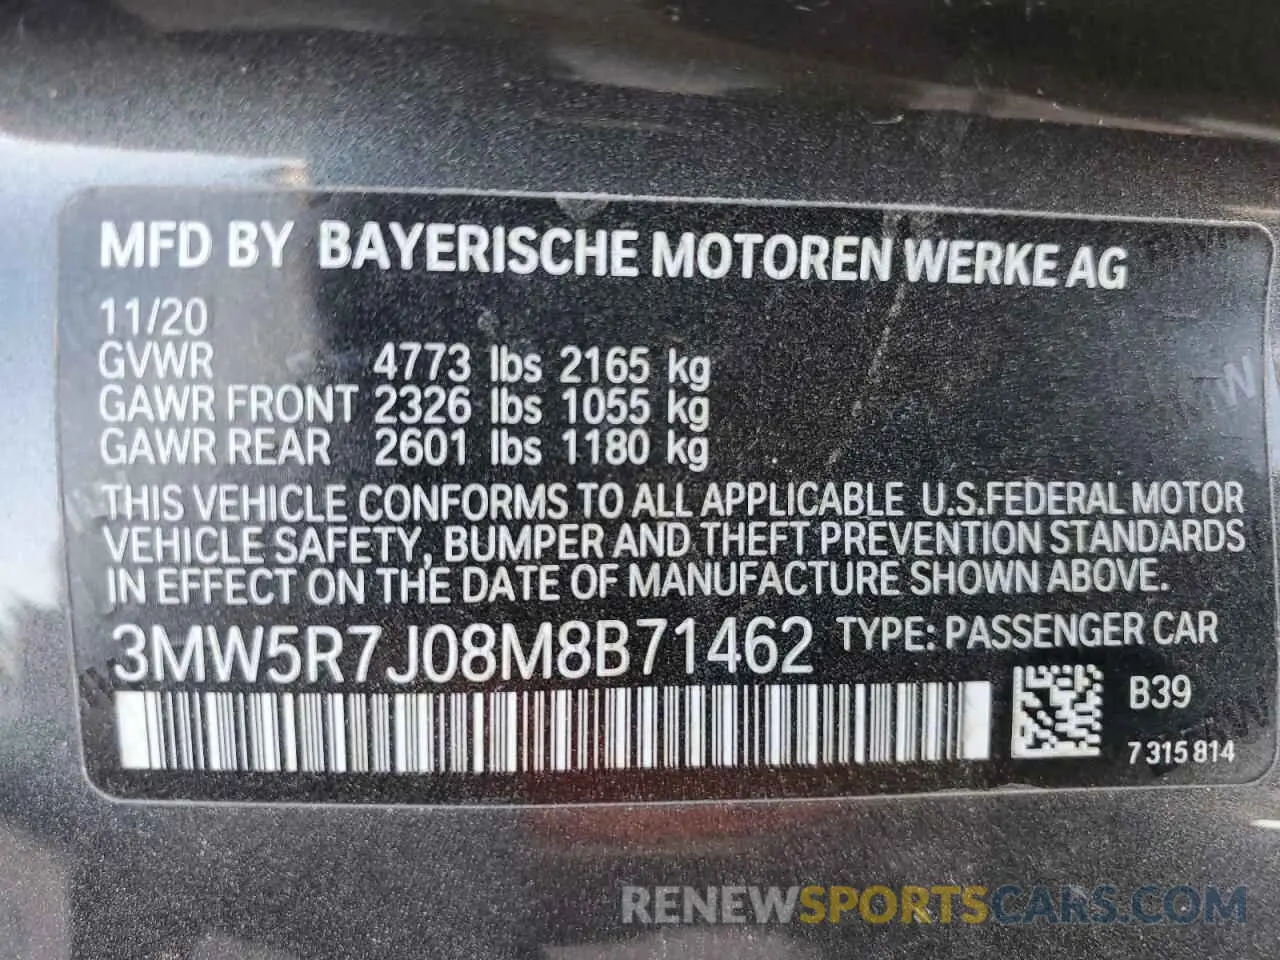 MFD BY BAYERISCHE MOTOREN WERKE AG
11/20
GVWR 4773 lbs 2165 kg
GAWR FRONT 2326 lbs 1055 kg
GAWR REAR 2601 lbs 1180 kg
THIS VEHICLE CONFORMS TO ALL APPLICABLE U.S.FEDERAL MOTOR
VEHICLE SAFETY, BUMPER AND THEFT PREVENTION STANDARDS
IN EFFECT ON THE DATE OF MANUFACTURE SHOWN ABOVE.
3MW5R7J08M8B71462 TYPE: PASSENGER CAR
B39
7 315 814
RENEWSPORTSCARS.COM